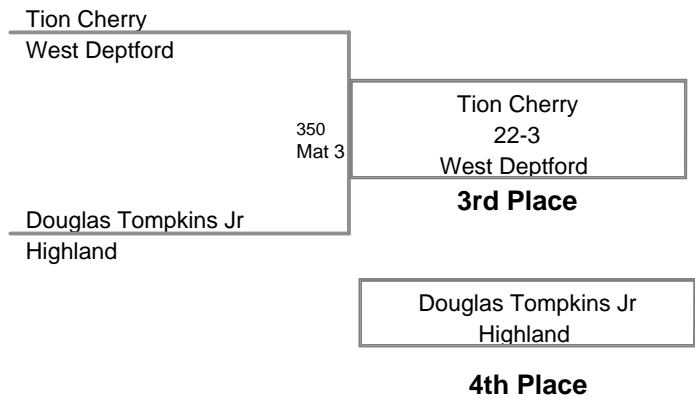 Tion Cherry
West Deptford
350
Mat 3
Tion Cherry
22-3
West Deptford
3rd Place
Douglas Tompkins Jr
Highland
Douglas Tompkins Jr
Highland
4th Place